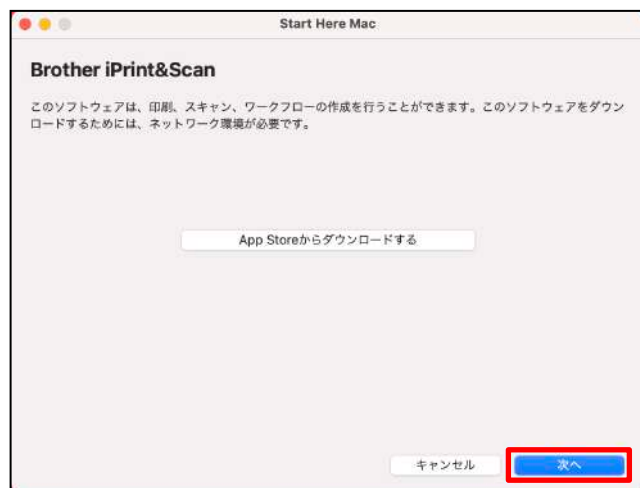 Start Here Mac
Brother iPrint&Scan
このソフトウェアは、印刷、スキャン、ワークフローの作成を行うことができます。このソフトウェアをダウン
ロードするためには、ネットワーク環境が必要です。
App Storeからダウンロードする
キャンセル 次へ